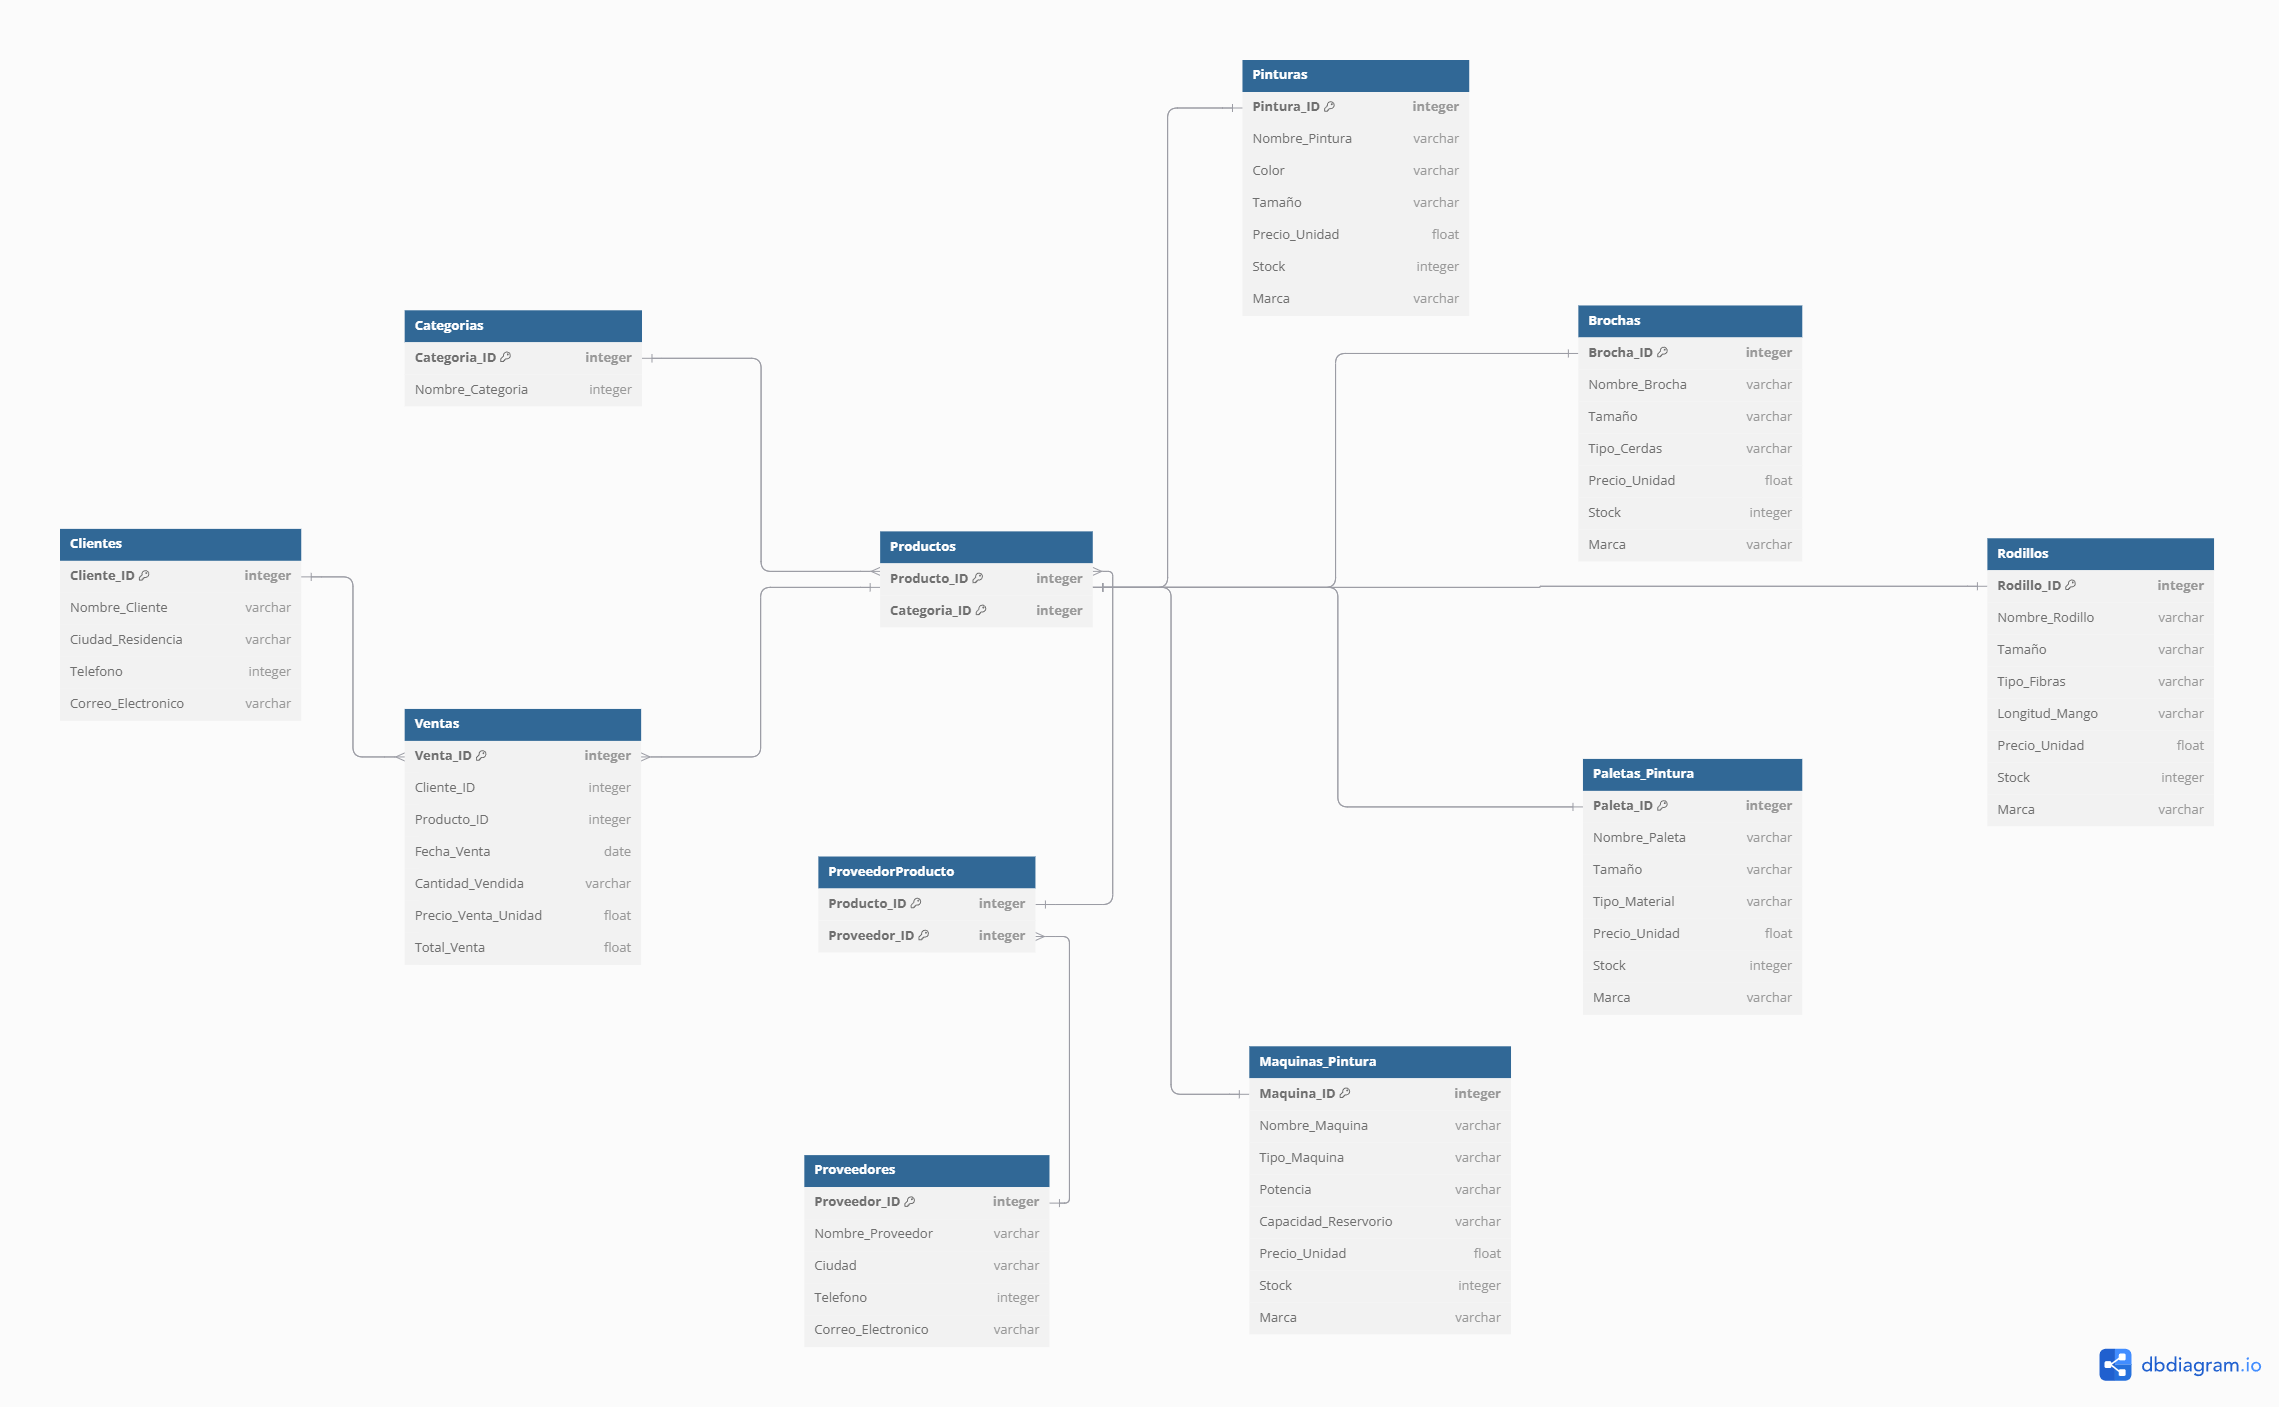 Pinturas
Pintura_ID integer
Nombre_Pintura varchar
Color varchar
Tamaño varchar
Precio_Unidad float
Stock integer
Marca varchar
Categorias
Categoria_ID integer
Nombre_Categoria integer
Brochas
Brocha_ID integer
Nombre_Brocha varchar
Tamaño varchar
Tipo_Cerdas varchar
Precio_Unidad float
Stock integer
Marca varchar
Clientes
Cliente_ID integer
Nombre_Cliente varchar
Ciudad_Residencia varchar
Telefono integer
Correo_Electronico varchar
Productos
Producto_ID integer
Categoria_ID integer
Rodillos
Rodillo_ID integer
Nombre_Rodillo varchar
Tamaño varchar
Tipo_Fibras varchar
Longitud_Mango varchar
Precio_Unidad float
Stock integer
Marca varchar
Ventas
Venta_ID integer
Cliente_ID integer
Producto_ID integer
Fecha_Venta date
Cantidad_Vendida varchar
Precio_Venta_Unidad float
Total_Venta float
Paletas_Pintura
Paleta_ID integer
Nombre_Paleta varchar
Tamaño varchar
Tipo_Material varchar
Precio_Unidad float
Stock integer
Marca varchar
ProveedorProducto
Producto_ID integer
Proveedor_ID integer
Maquinas_Pintura
Maquina_ID integer
Nombre_Maquina varchar
Tipo_Maquina varchar
Potencia varchar
Capacidad_Reservorio varchar
Precio_Unidad float
Stock integer
Marca varchar
Proveedores
Proveedor_ID integer
Nombre_Proveedor varchar
Ciudad varchar
Telefono integer
Correo_Electronico varchar
dbdiagram.io